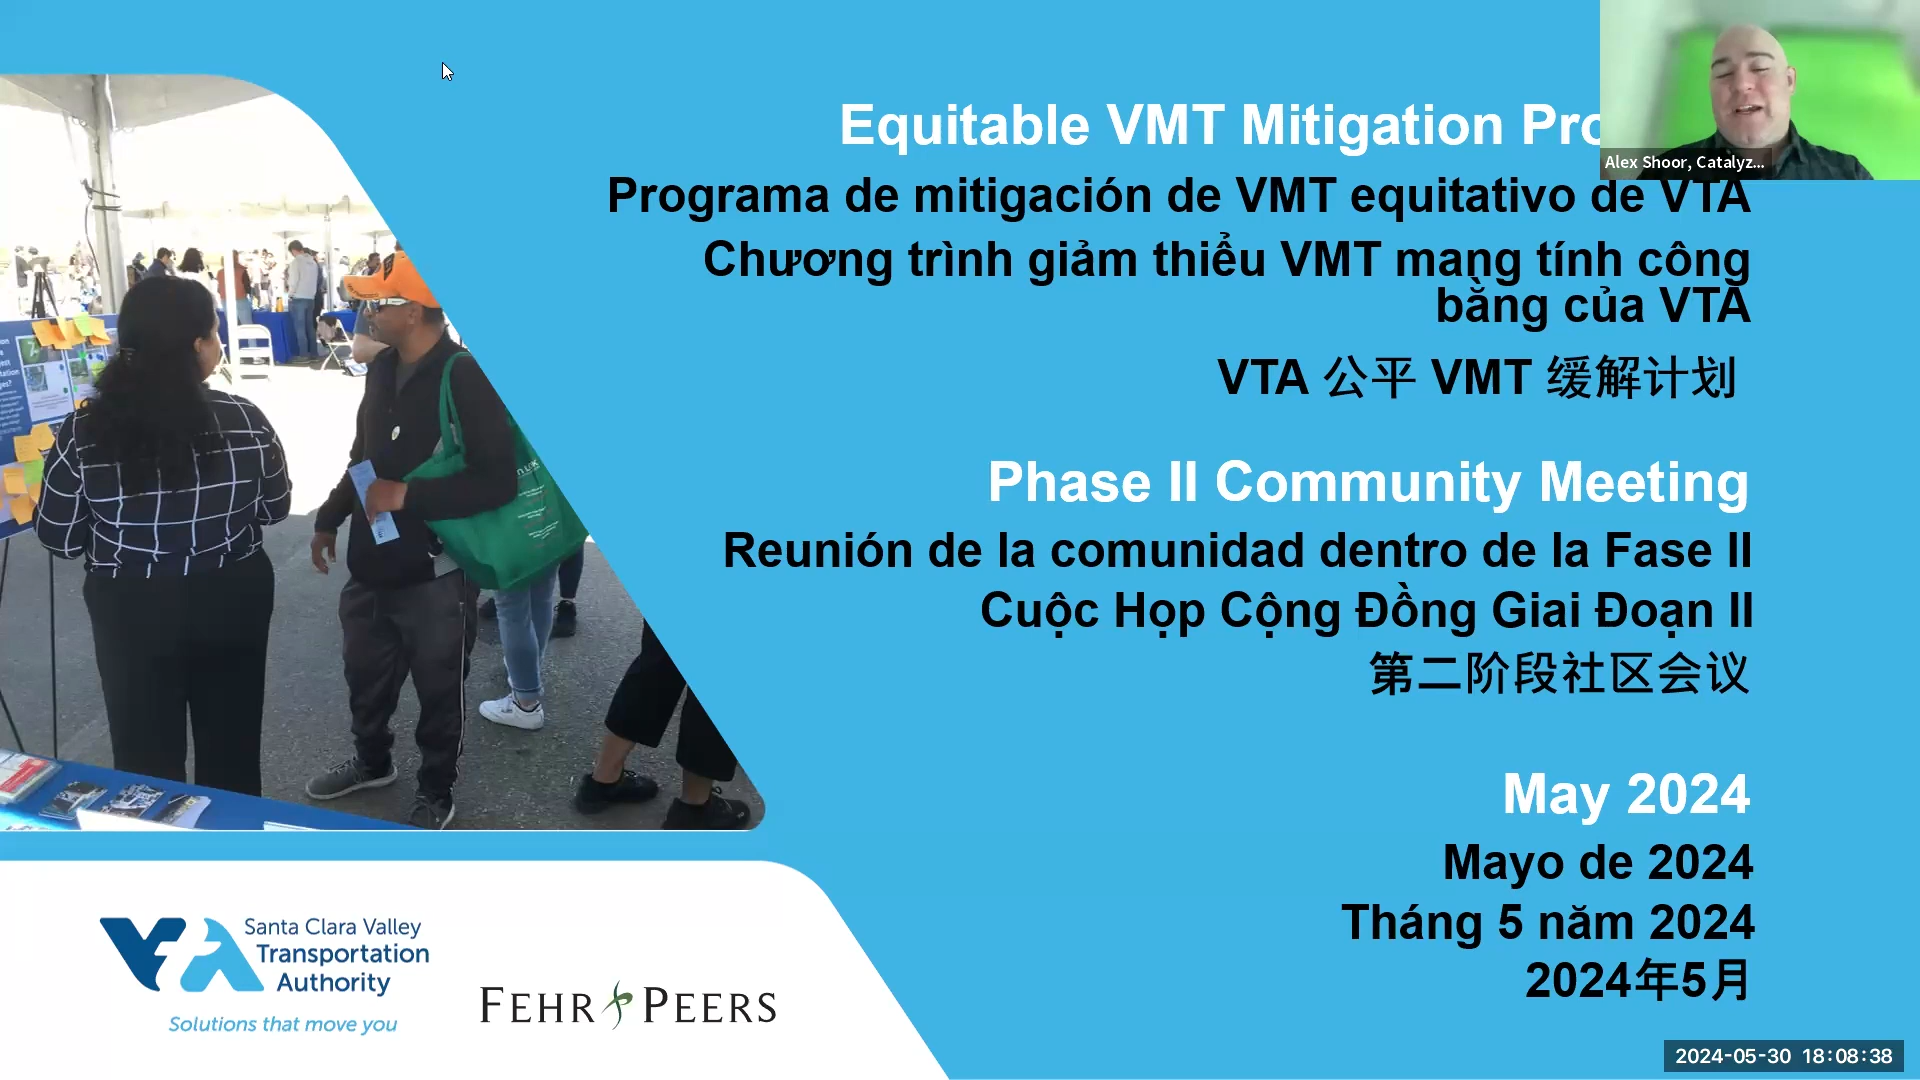 Equitable VMT Mitigation
Alex Shoor, Catalyz...
Programa de mitigación de VMT equitativo de VTA
Chương trình giảm thiểu VMT mang tính công
bằng của VTA
VTA 公平 VMT 缓解计划
Phase II Community Meeting
Reunión de la comunidad dentro de la Fase II
Cuộc Họp Cộng Đồng Giai Đoạn II
第二阶段社区会议
May 2024
Mayo de 2024
Tháng 5 năm 2024
2024年5月
VTA
Santa Clara Valley
Transportation
Authority
Solutions that move you
FEHR PEERS
2024-05-30 18:08:38